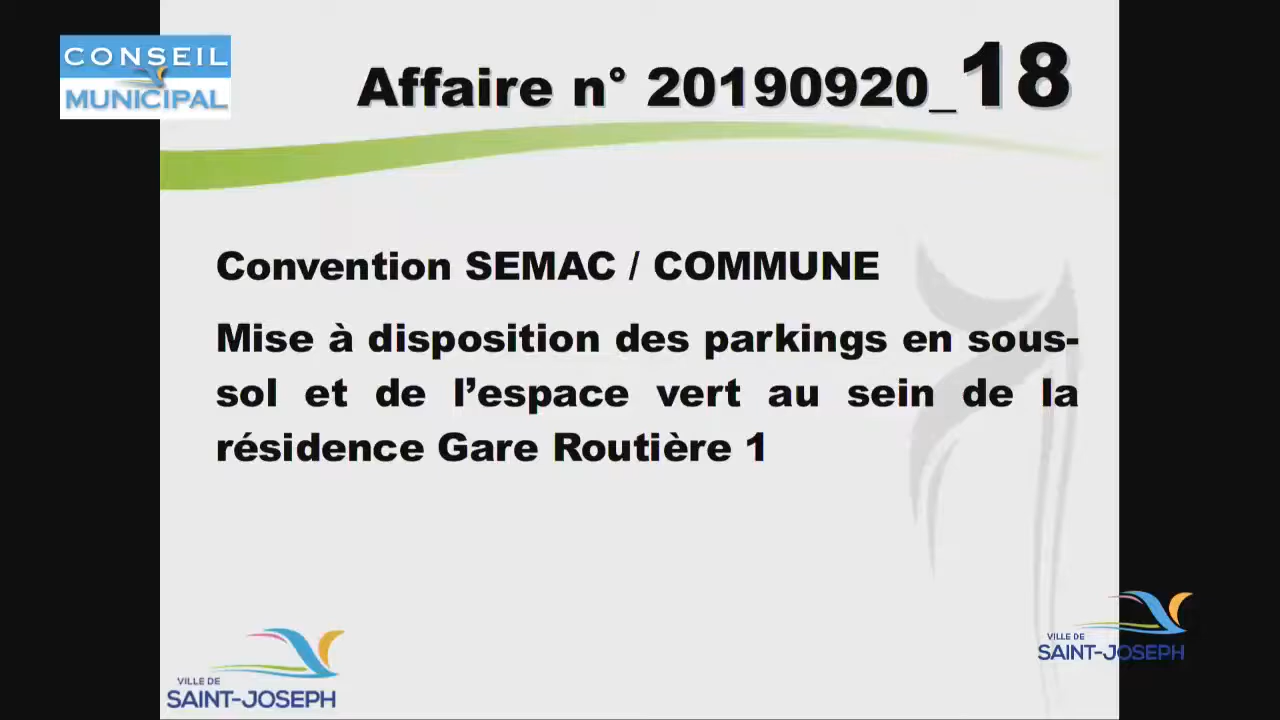 CONSEIL
MUNICIPAL
Affaire n° 20190920_18
Convention SEMAC / COMMUNE
Mise à disposition des parkings en sous-
sol et de l’espace vert au sein de la
résidence Gare Routière 1
VILLE DE
SAINT-JOSEPH
VILLE DE
SAINT-JOSEPH